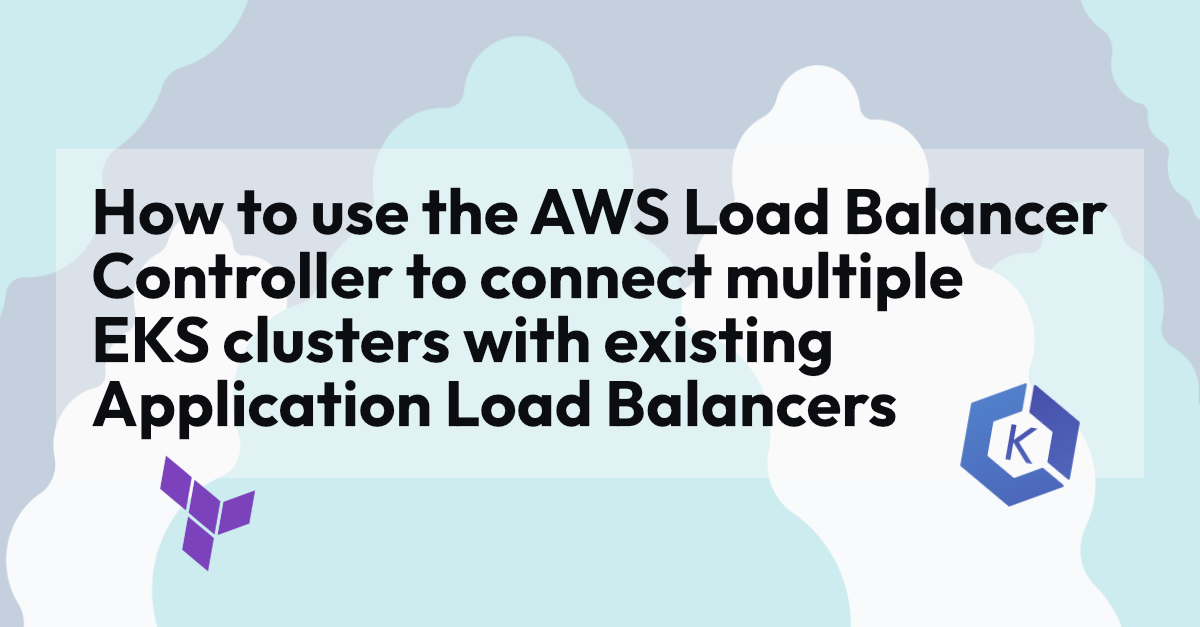 How to use the AWS Load Balancer
Controller to connect multiple
EKS clusters with existing
Application Load Balancers
K